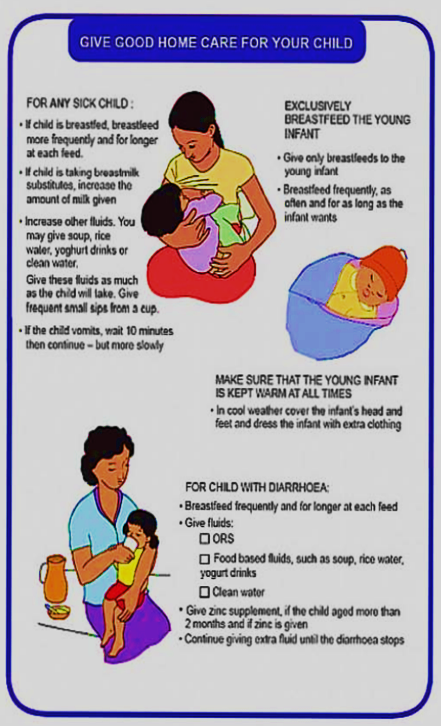 GIVE GOOD HOME CARE FOR YOUR CHILD
FOR ANY SICK CHILD :
• If child is breastfed, breastfeed
more frequently and for longer
at each feed.
• If child is taking breastmilk
substitutes, increase the
amount of milk given
• Increase other fluids. You
may give soup, rice
water, yoghurt drinks or
clean water.
Give these fluids as much
as the child will take. Give
frequent small sips from a cup.
• If the child vomits, wait 10 minutes
then continue – but more slowly
EXCLUSIVELY
BREASTFEED THE YOUNG
INFANT
• Give only breastfeeds to the
young infant
• Breastfeed frequently, as
often and for as long as the
infant wants
MAKE SURE THAT THE YOUNG INFANT
IS KEPT WARM AT ALL TIMES
• In cool weather cover the infant's head and
feet and dress the infant with extra clothing
FOR CHILD WITH DIARRHOEA:
• Breastfeed frequently and for longer at each feed
• Give fluids:
☐ ORS
☐ Food based fluids, such as soup, rice water,
yogurt drinks
☐ Clean water
• Give zinc supplement, if the child aged more than
2 months and if zinc is given
• Continue giving extra fluid until the diarrhoea stops